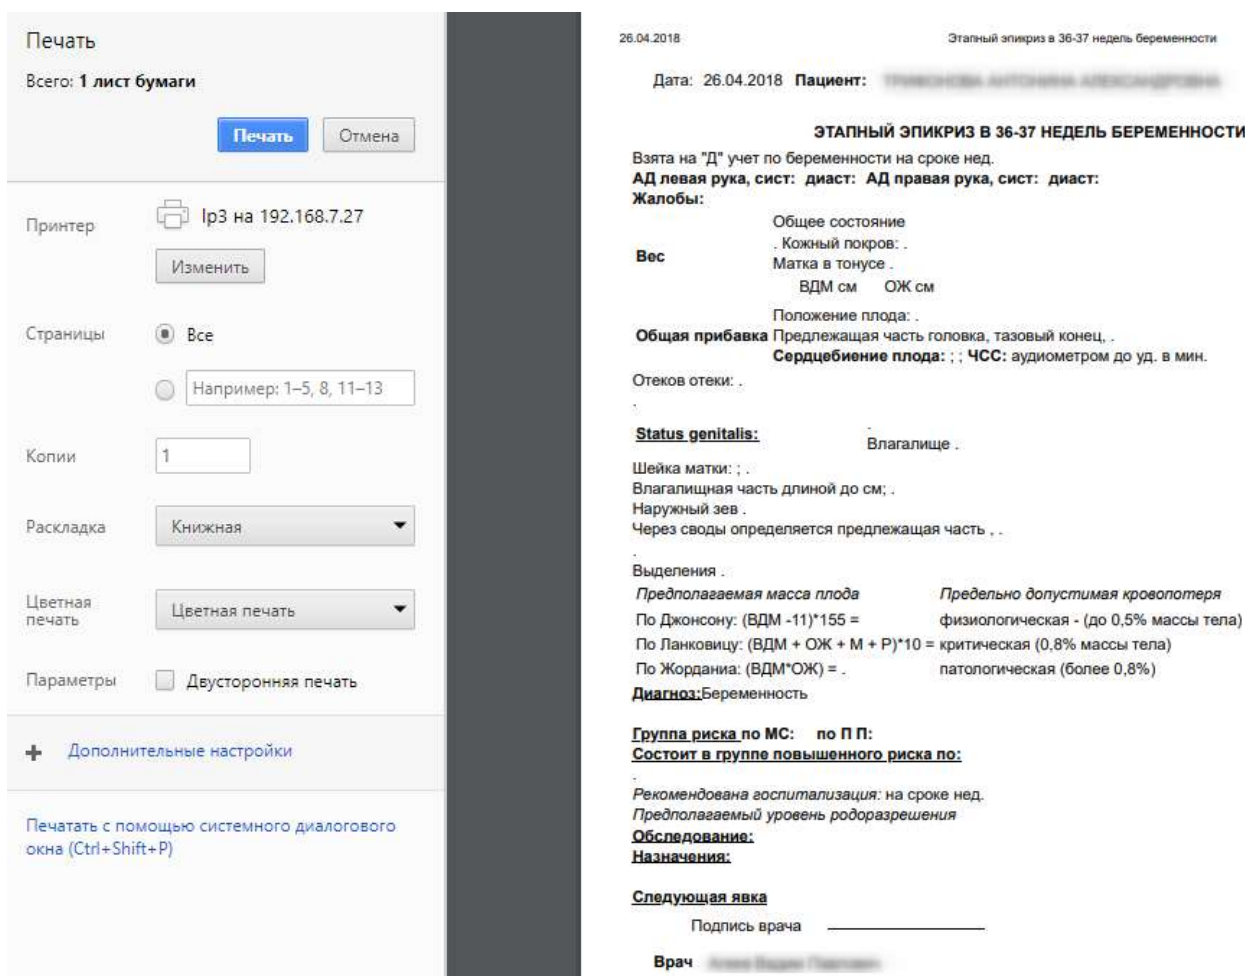 Печать
Всего: 1 лист бумаги
Печать Отмена
Принтер lp3 на 192.168.7.27
Изменить
Страницы Все
Например: 1–5, 8, 11–13
Копии 1
Раскладка Книжная
Цветная печать Цветная печать
Параметры Двусторонняя печать
+ Дополнительные настройки
Печатать с помощью системного диалогового
окна (Ctrl+Shift+P)
26.04.2018 Этапный эпикриз в 36-37 недель беременности
Дата: 26.04.2018 Пациент:
ЭТАПНЫЙ ЭПИКРИЗ В 36-37 НЕДЕЛЬ БЕРЕМЕННОСТИ
Взята на "Д" учет по беременности на сроке нед.
АД левая рука, сист: диаст: АД правая рука, сист: диаст:
Жалобы:
Общее состояние
. Кожный покров: .
Вес
Матка в тонусе .
ВДМ см ОЖ см
Положение плода: .
Общая прибавка Предлежащая часть головка, тазовый конец, .
Сердцебиение плода: ; ; ЧСС: аудиометром до уд. в мин.
Отеков отеки: .
.
Status genitalis: .
Влагалище .
Шейка матки: ; .
Влагалищная часть длиной до см; .
Наружный зев .
Через своды определяется предлежащая часть , .
.
Выделения .
Предполагаемая масса плода Предельно допустимая кровопотеря
По Джонсону: (ВДМ -11)*155 = физиологическая - (до 0,5% массы тела)
По Ланковицу: (ВДМ + ОЖ + М + Р)*10 = критическая (0,8% массы тела)
По Жорданиа: (ВДМ*ОЖ) = . патологическая (более 0,8%)
Диагноз:Беременность
Группа риска по МС: по П П:
Состоит в группе повышенного риска по:
.
Рекомендована госпитализация: на сроке нед.
Предполагаемый уровень родоразрешения
Обследование:
Назначения:
Следующая явка
Подпись врача
Врач